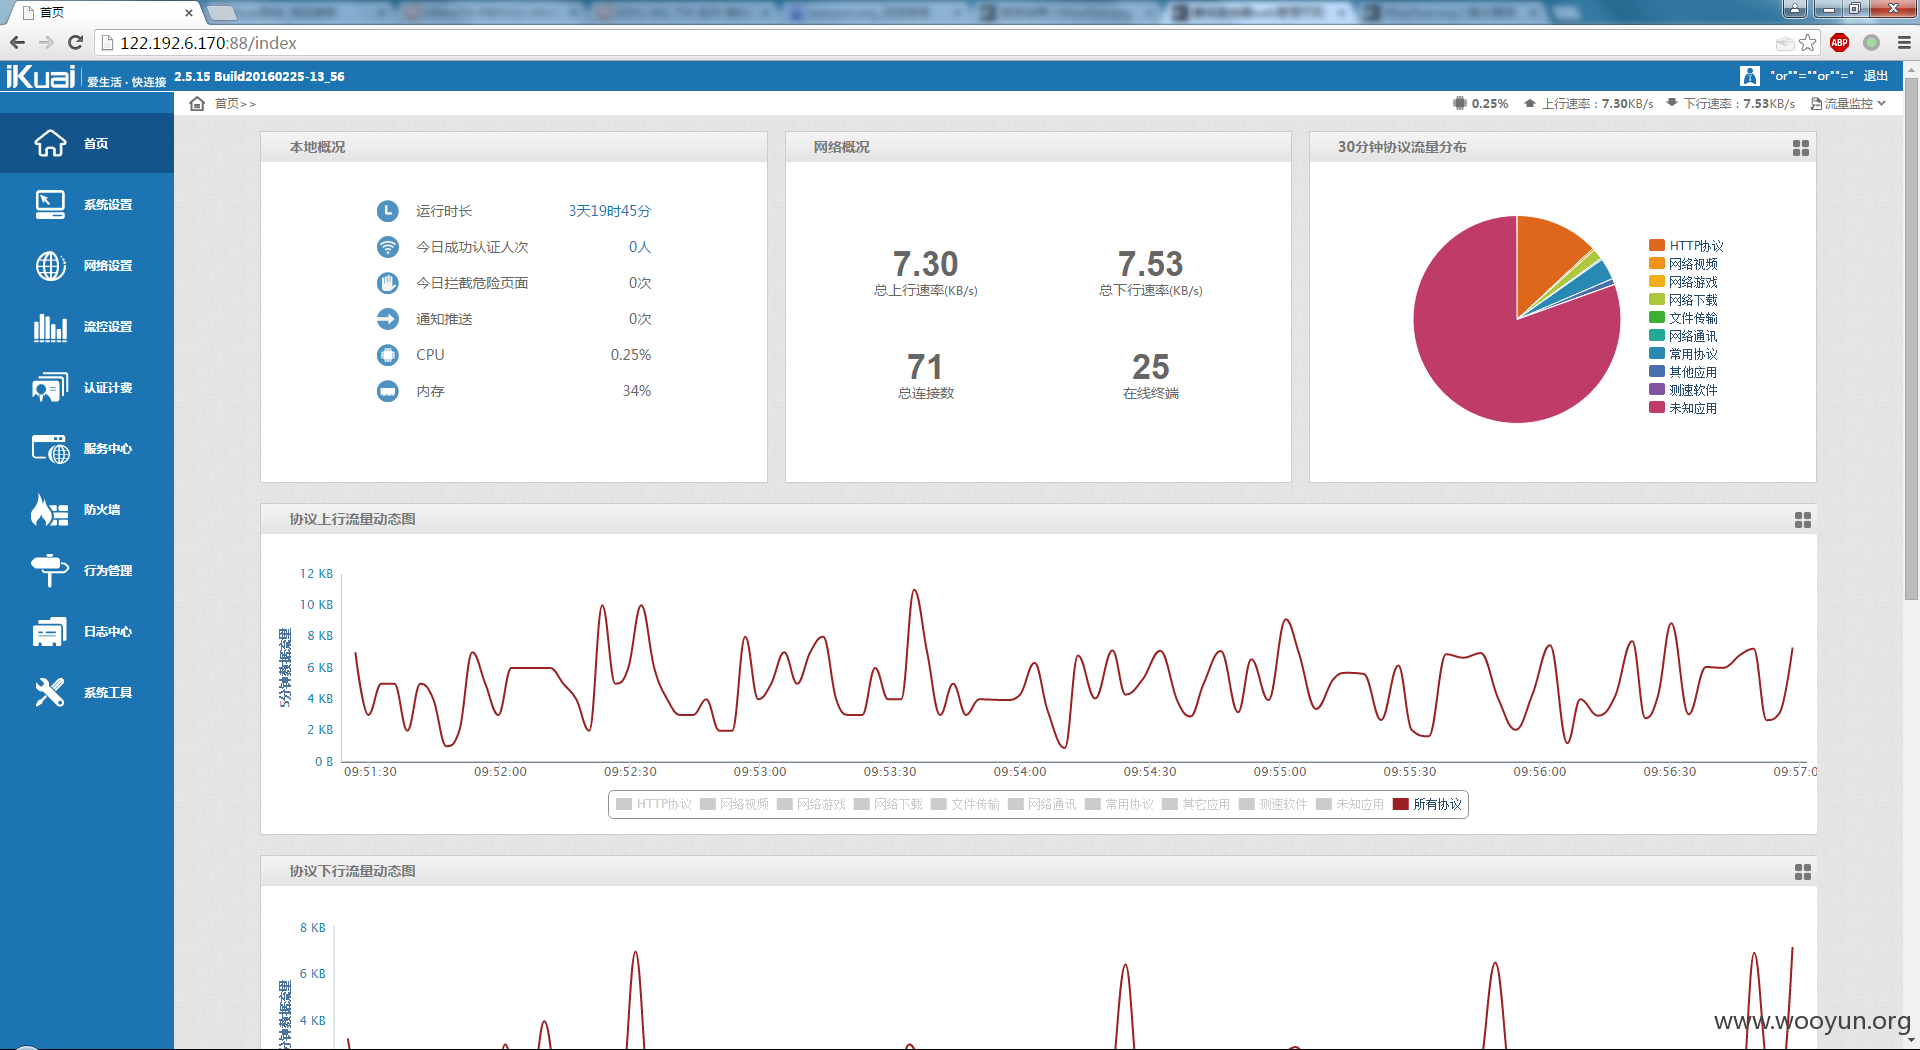 首页
122.192.6.170:88/index
ABP
iKuai 爱生活·快连接 2.5.15 Build20160225-13_56
"or""=""or""=" 退出
首页>>
0.25% 上行速率：7.30KB/s 下行速率：7.53KB/s 流量监控
首页
系统设置
网络设置
流控设置
认证计费
服务中心
防火墙
行为管理
日志中心
系统工具
本地概况
运行时长 3天19时45分
今日成功认证人次 0人
今日拦截危险页面 0次
通知推送 0次
CPU 0.25%
内存 34%
网络概况
7.30 7.53
总上行速率(KB/s) 总下行速率(KB/s)
71 25
总连接数 在线终端
30分钟协议流量分布
HTTP协议
网络视频
网络游戏
网络下载
文件传输
网络通讯
常用协议
其他应用
测速软件
未知应用
协议上行流量动态图
5分钟数据流量
12 KB
10 KB
8 KB
6 KB
4 KB
2 KB
0 B
09:51:30 09:52:00 09:52:30 09:53:00 09:53:30 09:54:00 09:54:30 09:55:00 09:55:30 09:56:00 09:56:30 09:57:0
HTTP协议 网络视频 网络游戏 网络下载 文件传输 网络通讯 常用协议 其它应用 测速软件 未知应用 所有协议
协议下行流量动态图
分钟数据流量
8 KB
6 KB
4 KB
www.wooyun.org